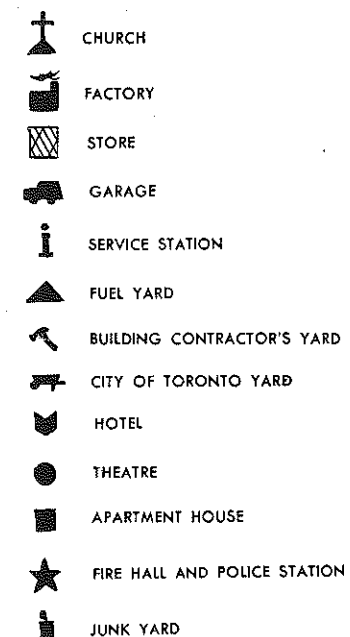 CHURCH
FACTORY
STORE
GARAGE
SERVICE STATION
FUEL YARD
BUILDING CONTRACTOR'S YARD
CITY OF TORONTO YARD
HOTEL
THEATRE
APARTMENT HOUSE
FIRE HALL AND POLICE STATION
JUNK YARD